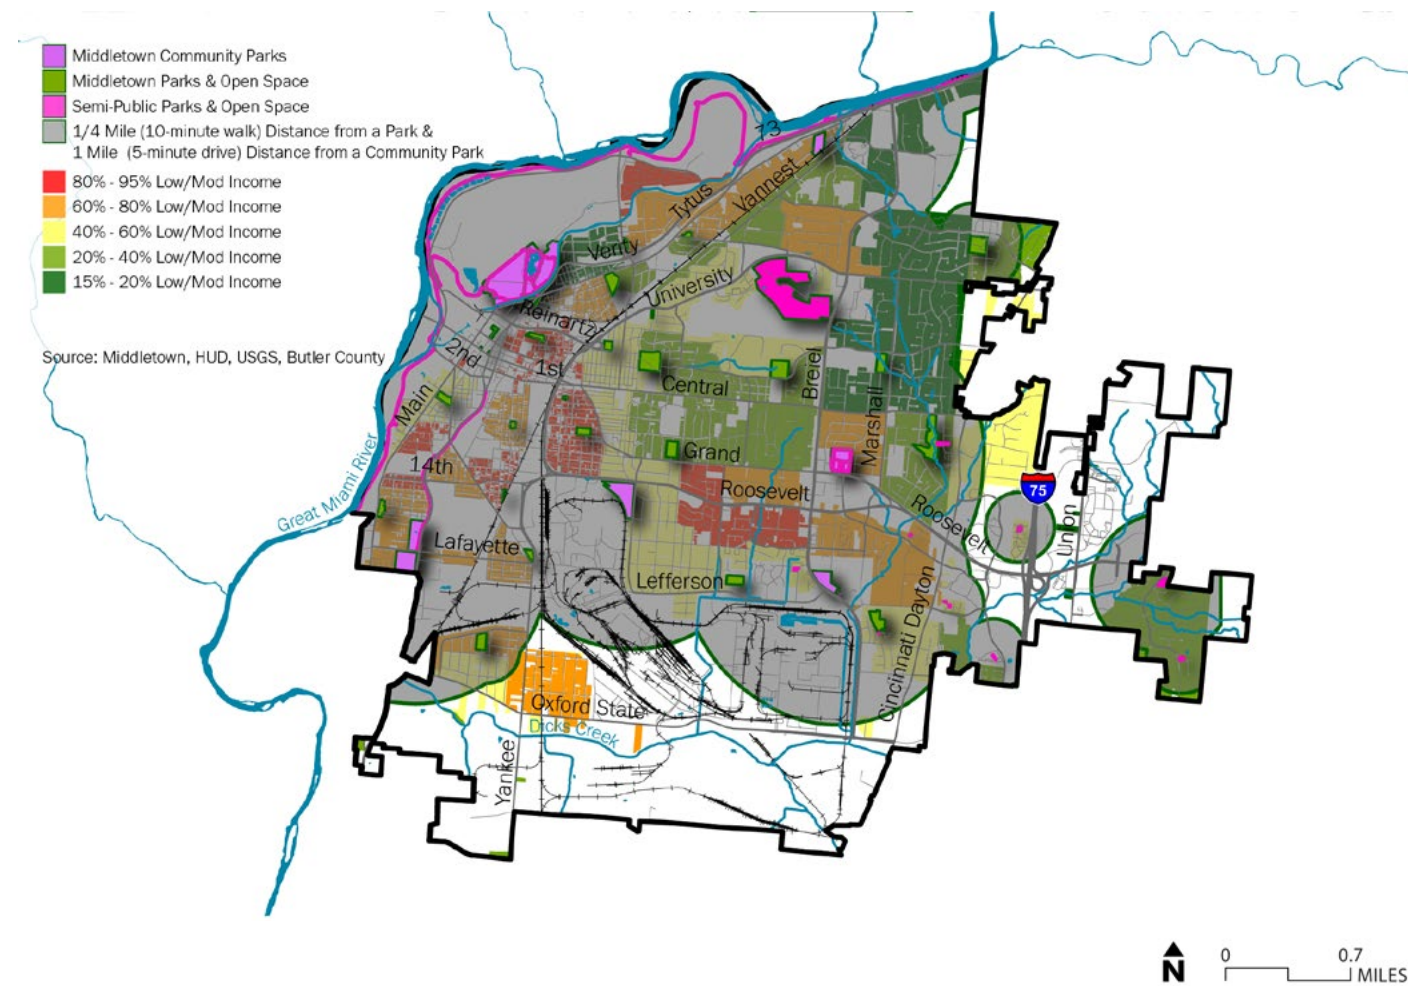 Middletown Community Parks
Middletown Parks & Open Space
Semi-Public Parks & Open Space
1/4 Mile (10-minute walk) Distance from a Park &
1 Mile (5-minute drive) Distance from a Community Park
80% - 95% Low/Mod Income
60% - 80% Low/Mod Income
40% - 60% Low/Mod Income
20% - 40% Low/Mod Income
15% - 20% Low/Mod Income
Source: Middletown, HUD, USGS, Butler County
73
Tytus
Vannest
Verity
University
Reinartz
2nd
1st
Central
Breiel
Marshall
Main
Grand
14th
Roosevelt
Roosevelt
75
Union
Great Miami River
Lafayette
Lefferson
Cincinnati Dayton
Oxford State
Dicks Creek
Yankee
N
0
0.7
MILES